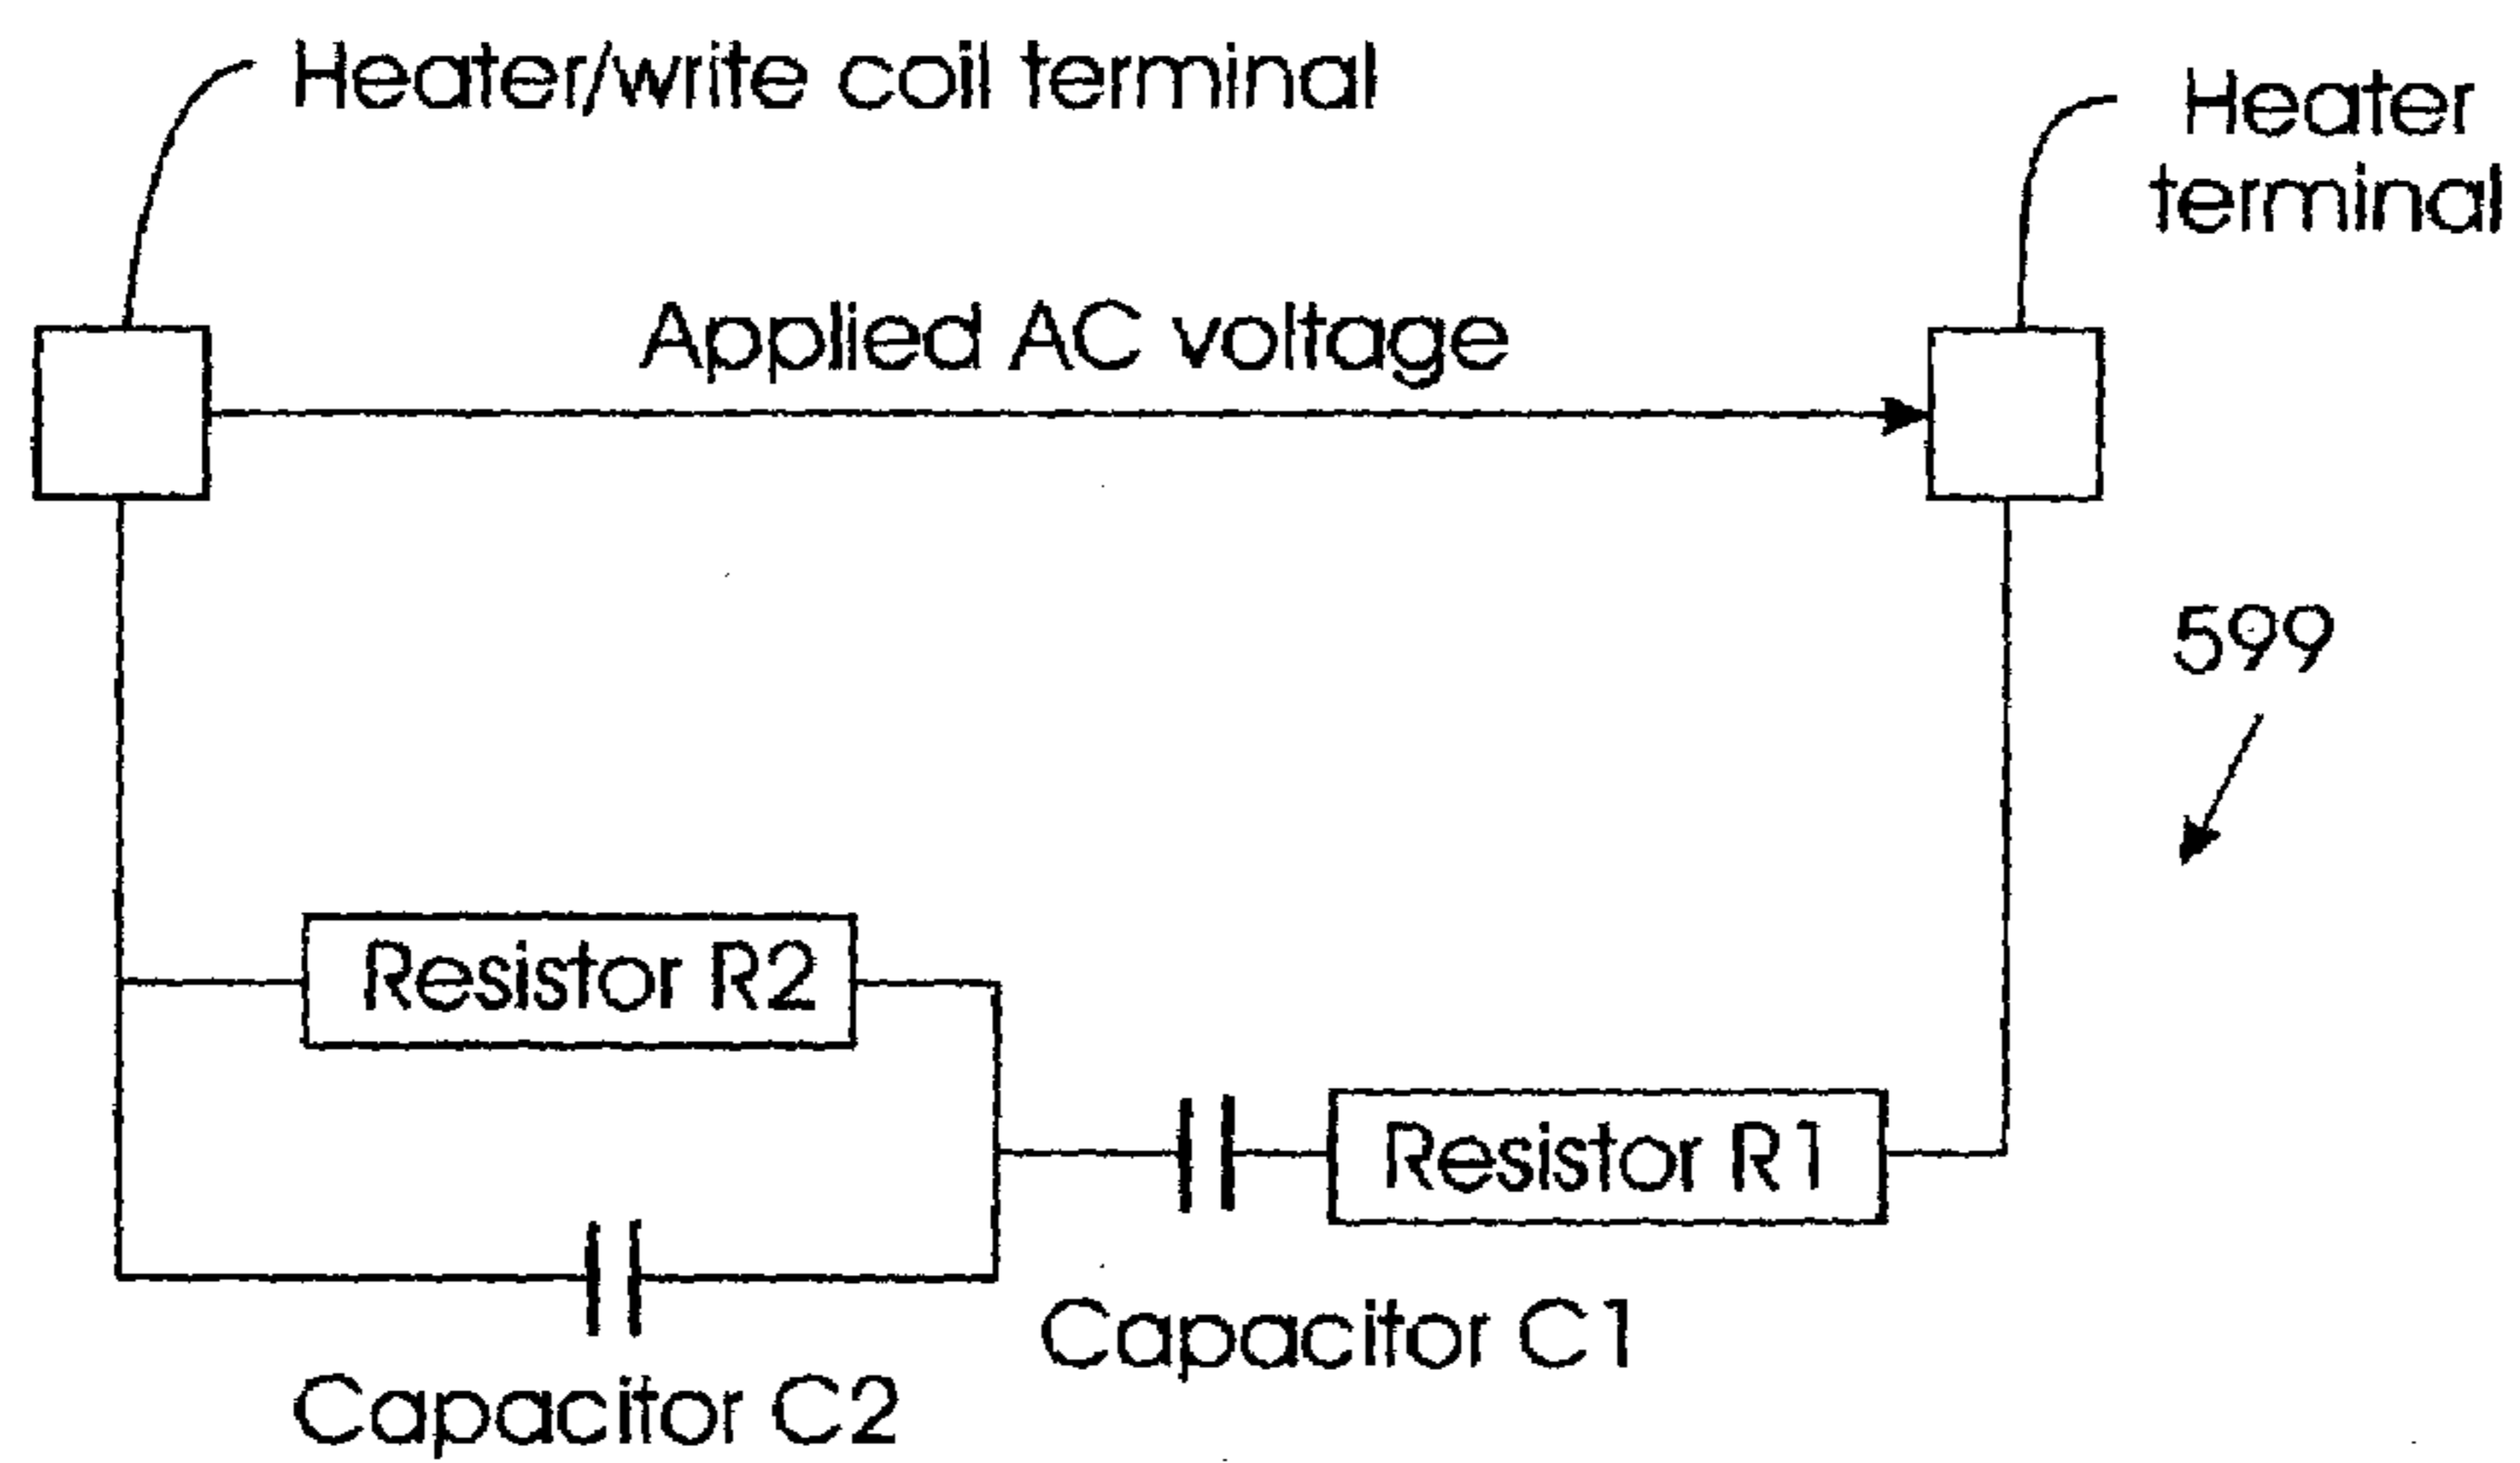 Heater/write coil terminal
Heater
terminal
Applied AC voltage
599
Resistor R2
Resistor R1
Capacitor C1
Capacitor C2